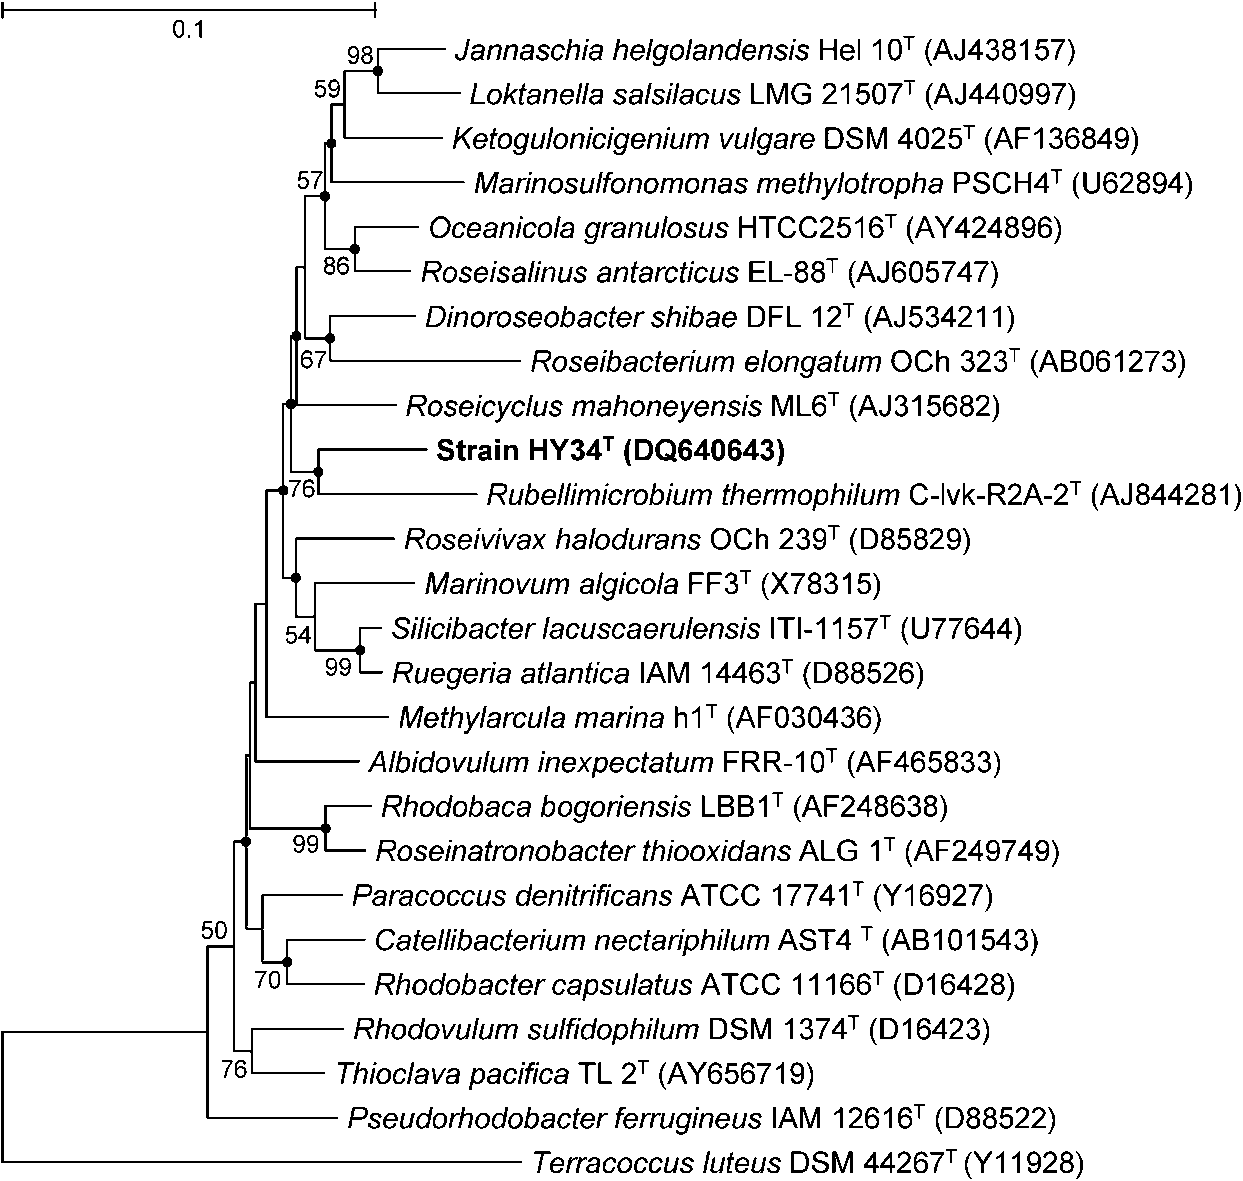 0.1
98
Jannaschia helgolandensis Hel 10ᵀ (AJ438157)
59
Loktanella salsilacus LMG 21507ᵀ (AJ440997)
Ketogulonicigenium vulgare DSM 4025ᵀ (AF136849)
57
Marinosulfonomonas methylotropha PSCH4ᵀ (U62894)
Oceanicola granulosus HTCC2516ᵀ (AY424896)
86
Roseisalinus antarcticus EL-88ᵀ (AJ605747)
Dinoroseobacter shibae DFL 12ᵀ (AJ534211)
67
Roseibacterium elongatum OCh 323ᵀ (AB061273)
Roseicyclus mahoneyensis ML6ᵀ (AJ315682)
Strain HY34ᵀ (DQ640643)
76
Rubellimicrobium thermophilum C-lvk-R2A-2ᵀ (AJ844281)
Roseivivax halodurans OCh 239ᵀ (D85829)
Marinovum algicola FF3ᵀ (X78315)
54
Silicibacter lacuscaerulensis ITI-1157ᵀ (U77644)
99
Ruegeria atlantica IAM 14463ᵀ (D88526)
Methylarcula marina h1ᵀ (AF030436)
Albidovulum inexpectatum FRR-10ᵀ (AF465833)
Rhodobaca bogoriensis LBB1ᵀ (AF248638)
99
Roseinatronobacter thiooxidans ALG 1ᵀ (AF249749)
Paracoccus denitrificans ATCC 17741ᵀ (Y16927)
50
Catellibacterium nectariphilum AST4 ᵀ (AB101543)
70
Rhodobacter capsulatus ATCC 11166ᵀ (D16428)
Rhodovulum sulfidophilum DSM 1374ᵀ (D16423)
76
Thioclava pacifica TL 2ᵀ (AY656719)
Pseudorhodobacter ferrugineus IAM 12616ᵀ (D88522)
Terracoccus luteus DSM 44267ᵀ (Y11928)